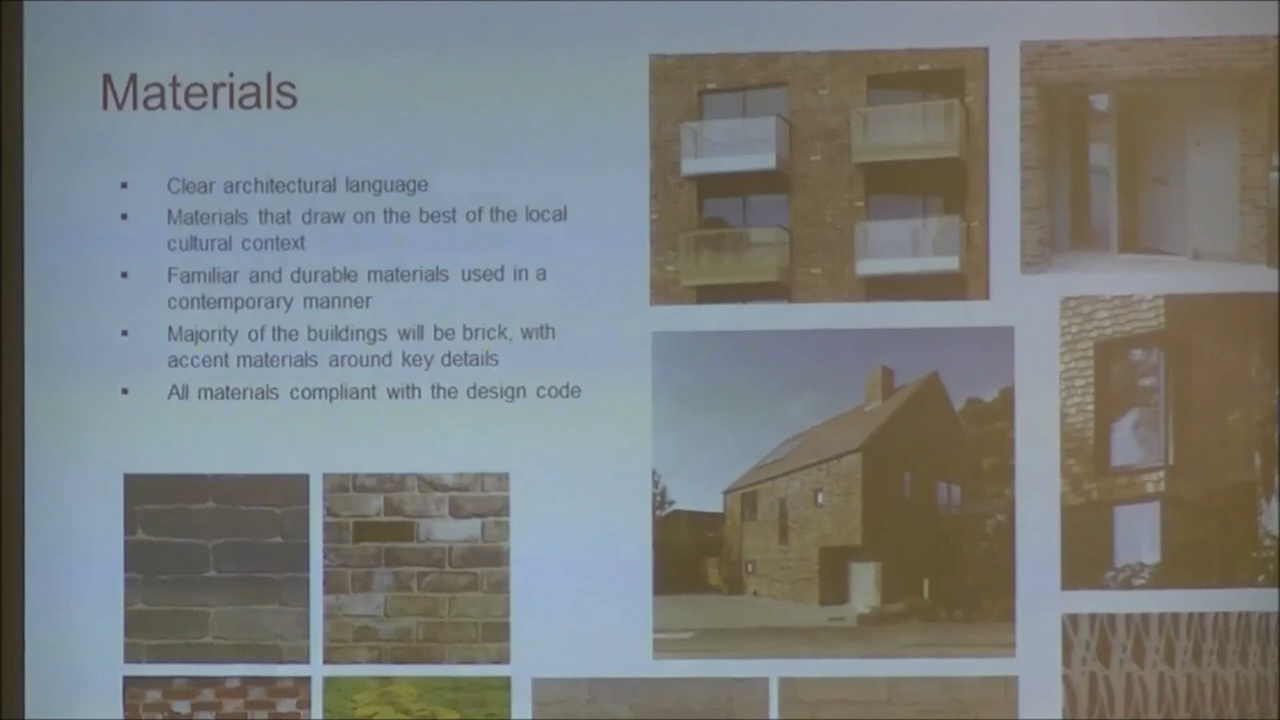 Materials
Clear architectural language
Materials that draw on the best of the local
cultural context
Familiar and durable materials used in a
contemporary manner
Majority of the buildings will be brick, with
accent materials around key details
All materials compliant with the design code